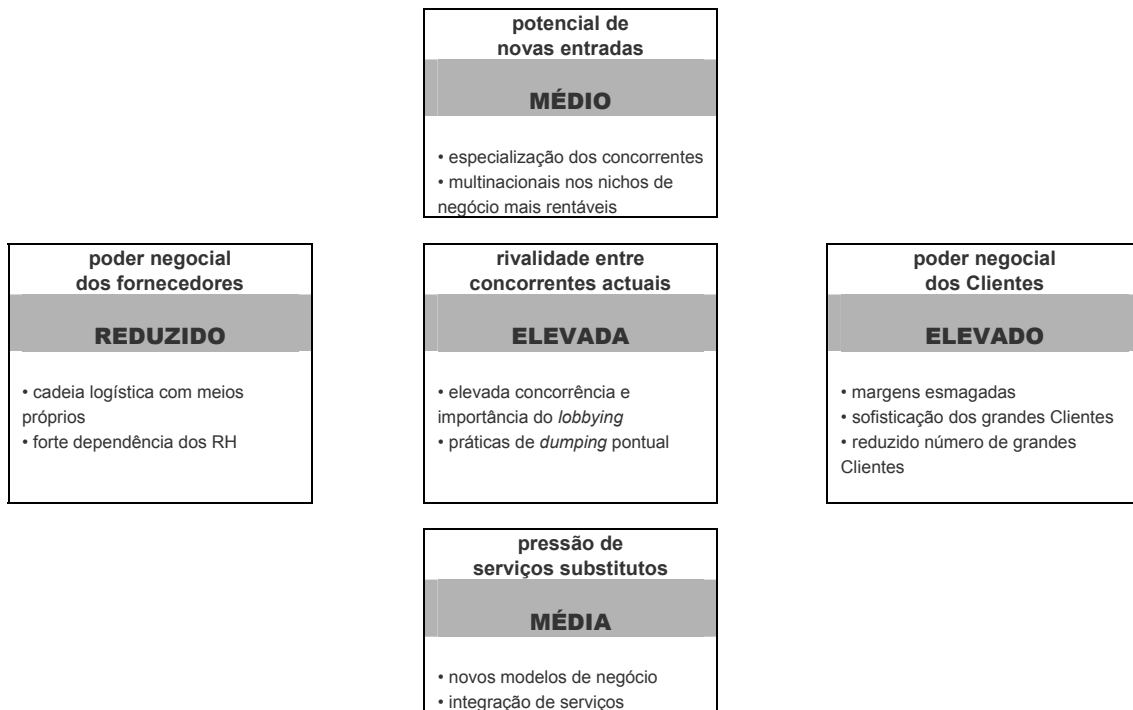 potencial de
novas entradas
MÉDIO
• especialização dos concorrentes
• multinacionais nos nichos de
negócio mais rentáveis
poder negocial
dos fornecedores
REDUZIDO
• cadeia logística com meios
próprios
• forte dependência dos RH
rivalidade entre
concorrentes actuais
ELEVADA
• elevada concorrência e
importância do lobbying
• práticas de dumping pontual
poder negocial
dos Clientes
ELEVADO
• margens esmagadas
• sofisticação dos grandes Clientes
• reduzido número de grandes
Clientes
pressão de
serviços substitutos
MÉDIA
• novos modelos de negócio
• integração de serviços